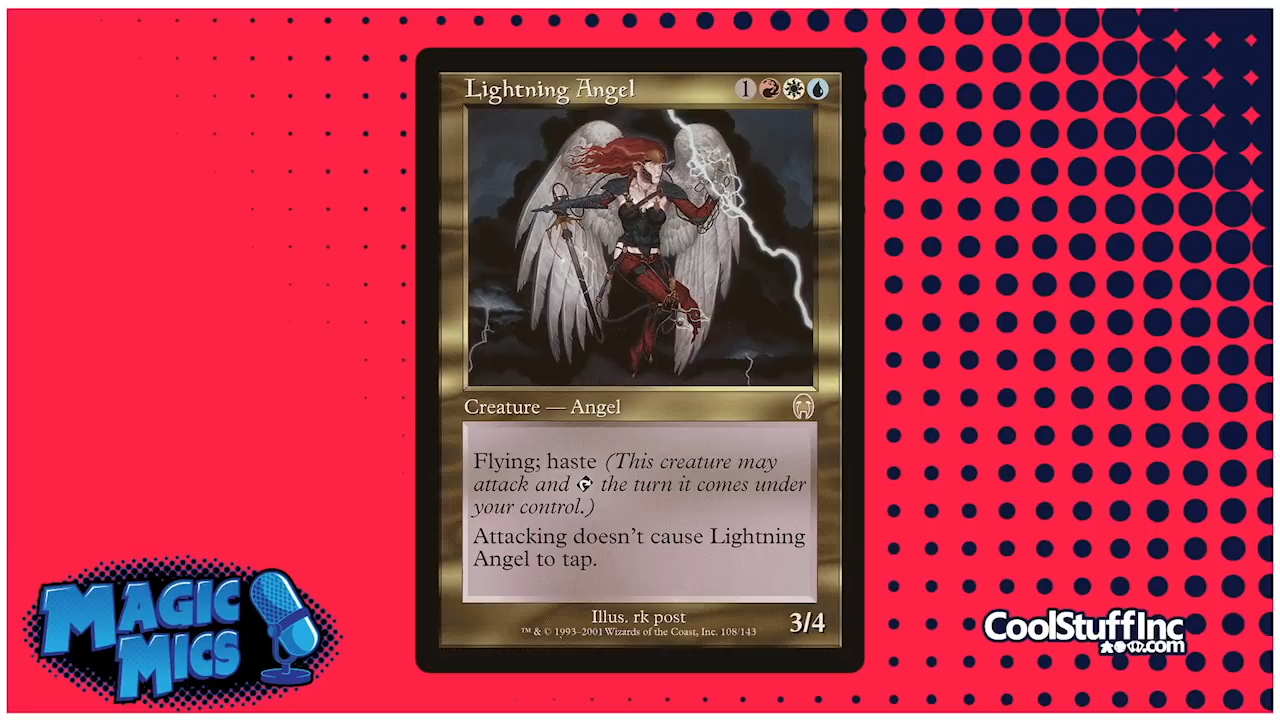 Lightning Angel 1
Creature — Angel
Flying; haste (This creature may
attack and the turn it comes under
your control.)
Attacking doesn't cause Lightning
Angel to tap.
Illus. rk post
™ & © 1993–2001 Wizards of the Coast, Inc. 108/143
3/4
MAGIC
MICS
CoolStuffInc
.com